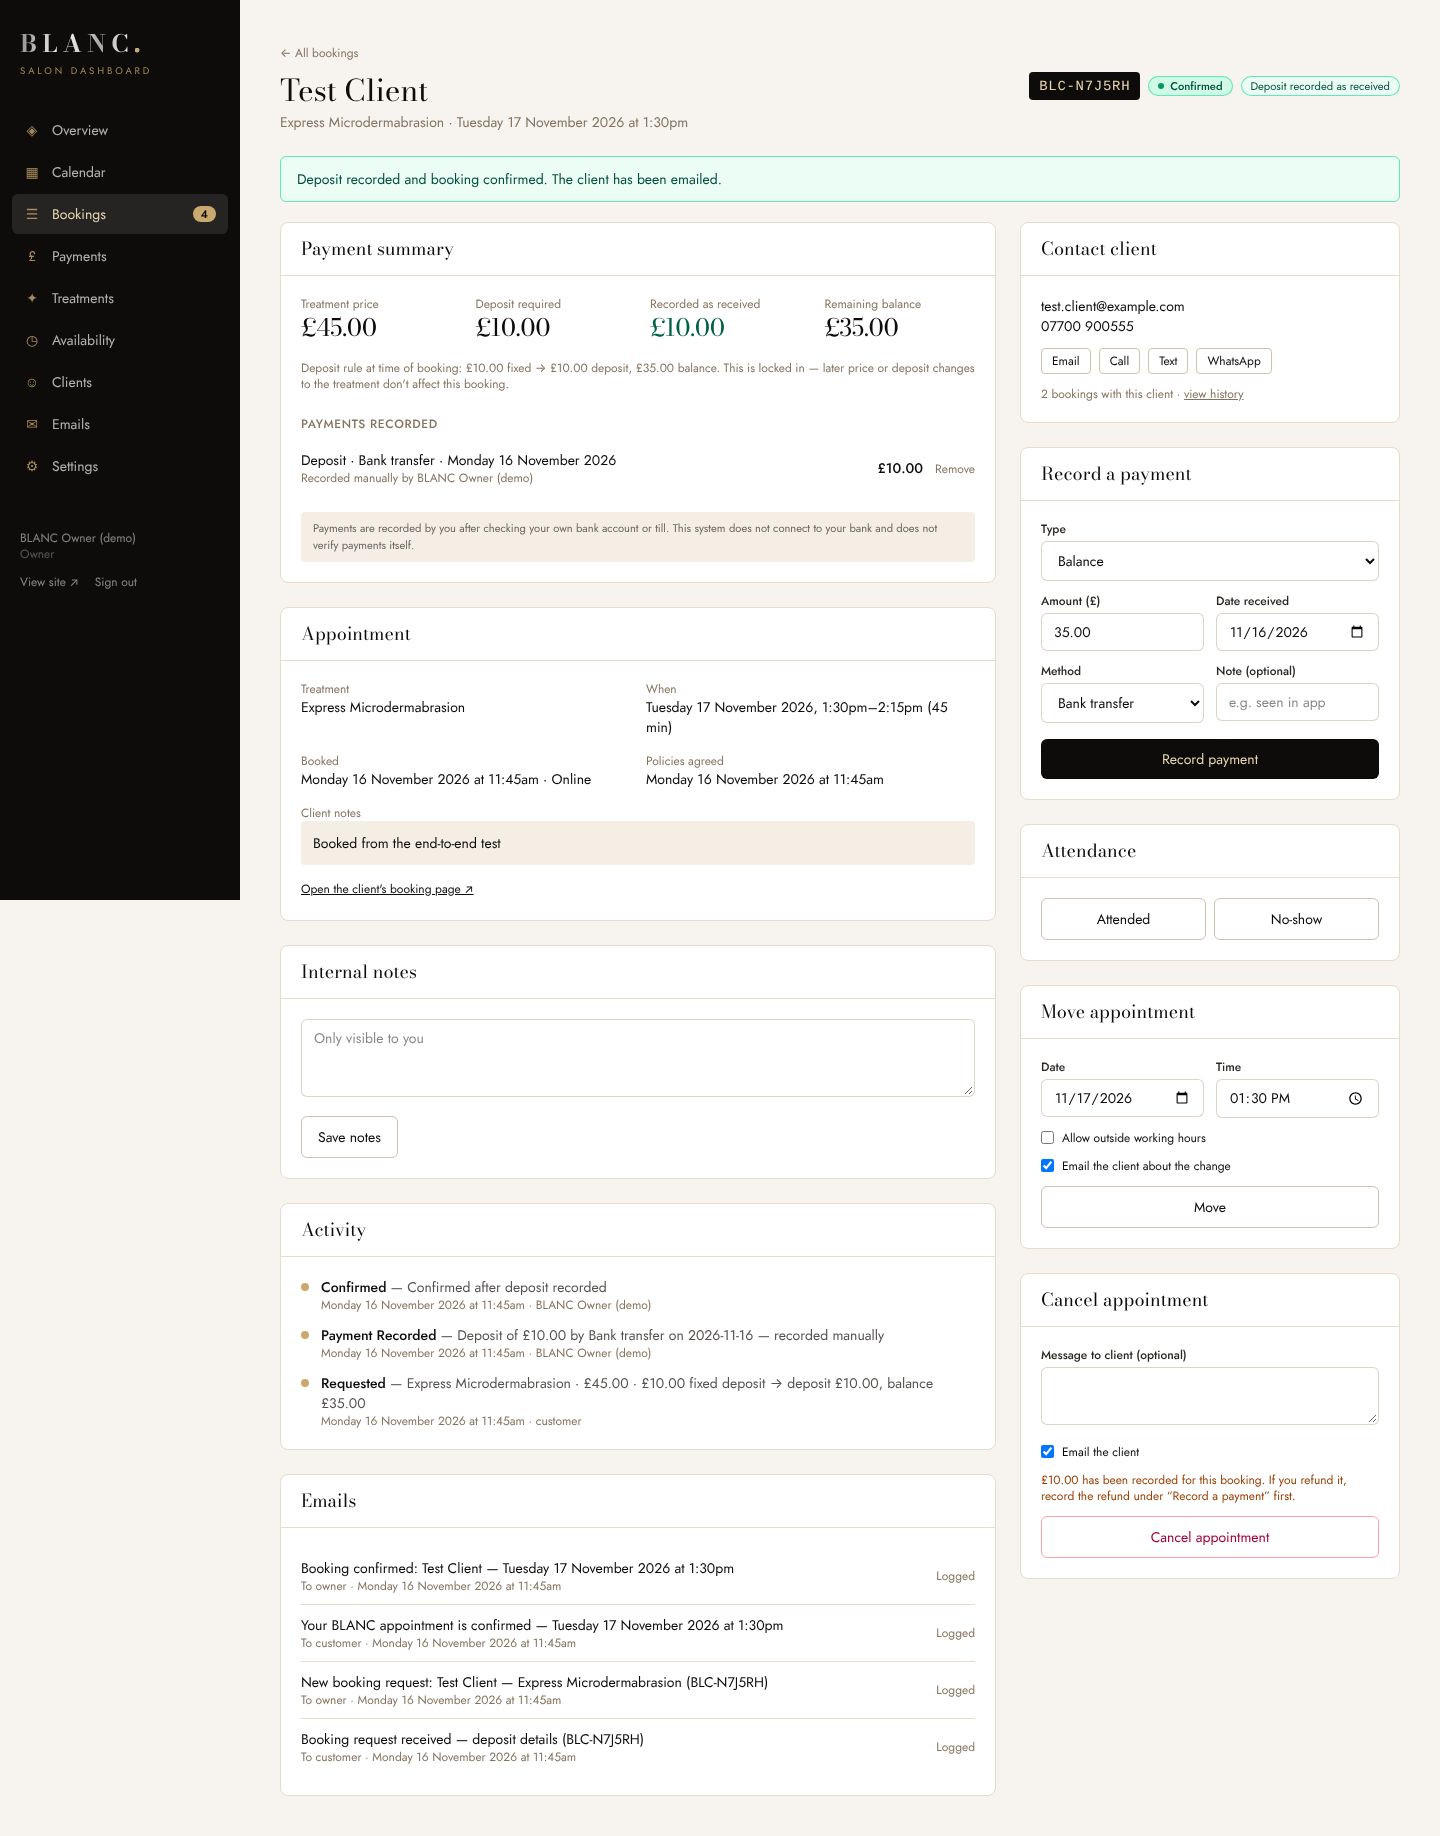 BLANC.
SALON DASHBOARD
Overview
Calendar
Bookings 4
£ Payments
Treatments
Availability
Clients
Emails
Settings
BLANC Owner (demo)
Owner
View site ↗ Sign out
← All bookings
Test Client
BLC-N7J5RH Confirmed Deposit recorded as received
Express Microdermabrasion · Tuesday 17 November 2026 at 1:30pm
Deposit recorded and booking confirmed. The client has been emailed.
Payment summary
Treatment price Deposit required Recorded as received Remaining balance
£45.00 £10.00 £10.00 £35.00
Deposit rule at time of booking: £10.00 fixed → £10.00 deposit, £35.00 balance. This is locked in — later price or deposit changes
to the treatment don't affect this booking.
PAYMENTS RECORDED
Deposit · Bank transfer · Monday 16 November 2026
Recorded manually by BLANC Owner (demo)
£10.00 Remove
Payments are recorded by you after checking your own bank account or till. This system does not connect to your bank and does not
verify payments itself.
Appointment
Treatment
Express Microdermabrasion
When
Tuesday 17 November 2026, 1:30pm–2:15pm (45
min)
Booked
Monday 16 November 2026 at 11:45am · Online
Policies agreed
Monday 16 November 2026 at 11:45am
Client notes
Booked from the end-to-end test
Open the client's booking page ↗
Internal notes
Only visible to you
Save notes
Activity
Confirmed — Confirmed after deposit recorded
Monday 16 November 2026 at 11:45am · BLANC Owner (demo)
Payment Recorded — Deposit of £10.00 by Bank transfer on 2026-11-16 — recorded manually
Monday 16 November 2026 at 11:45am · BLANC Owner (demo)
Requested — Express Microdermabrasion · £45.00 · £10.00 fixed deposit → deposit £10.00, balance
£35.00
Monday 16 November 2026 at 11:45am · customer
Emails
Booking confirmed: Test Client — Tuesday 17 November 2026 at 1:30pm
To owner · Monday 16 November 2026 at 11:45am
Logged
Your BLANC appointment is confirmed — Tuesday 17 November 2026 at 1:30pm
To customer · Monday 16 November 2026 at 11:45am
Logged
New booking request: Test Client — Express Microdermabrasion (BLC-N7J5RH)
To owner · Monday 16 November 2026 at 11:45am
Logged
Booking request received — deposit details (BLC-N7J5RH)
To customer · Monday 16 November 2026 at 11:45am
Logged
Contact client
test.client@example.com
07700 900555
Email Call Text WhatsApp
2 bookings with this client · view history
Record a payment
Type
Balance
Amount (£) Date received
35.00 11/16/2026
Method Note (optional)
Bank transfer e.g. seen in app
Record payment
Attendance
Attended No-show
Move appointment
Date Time
11/17/2026 01:30 PM
Allow outside working hours
Email the client about the change
Move
Cancel appointment
Message to client (optional)
Email the client
£10.00 has been recorded for this booking. If you refund it,
record the refund under “Record a payment” first.
Cancel appointment